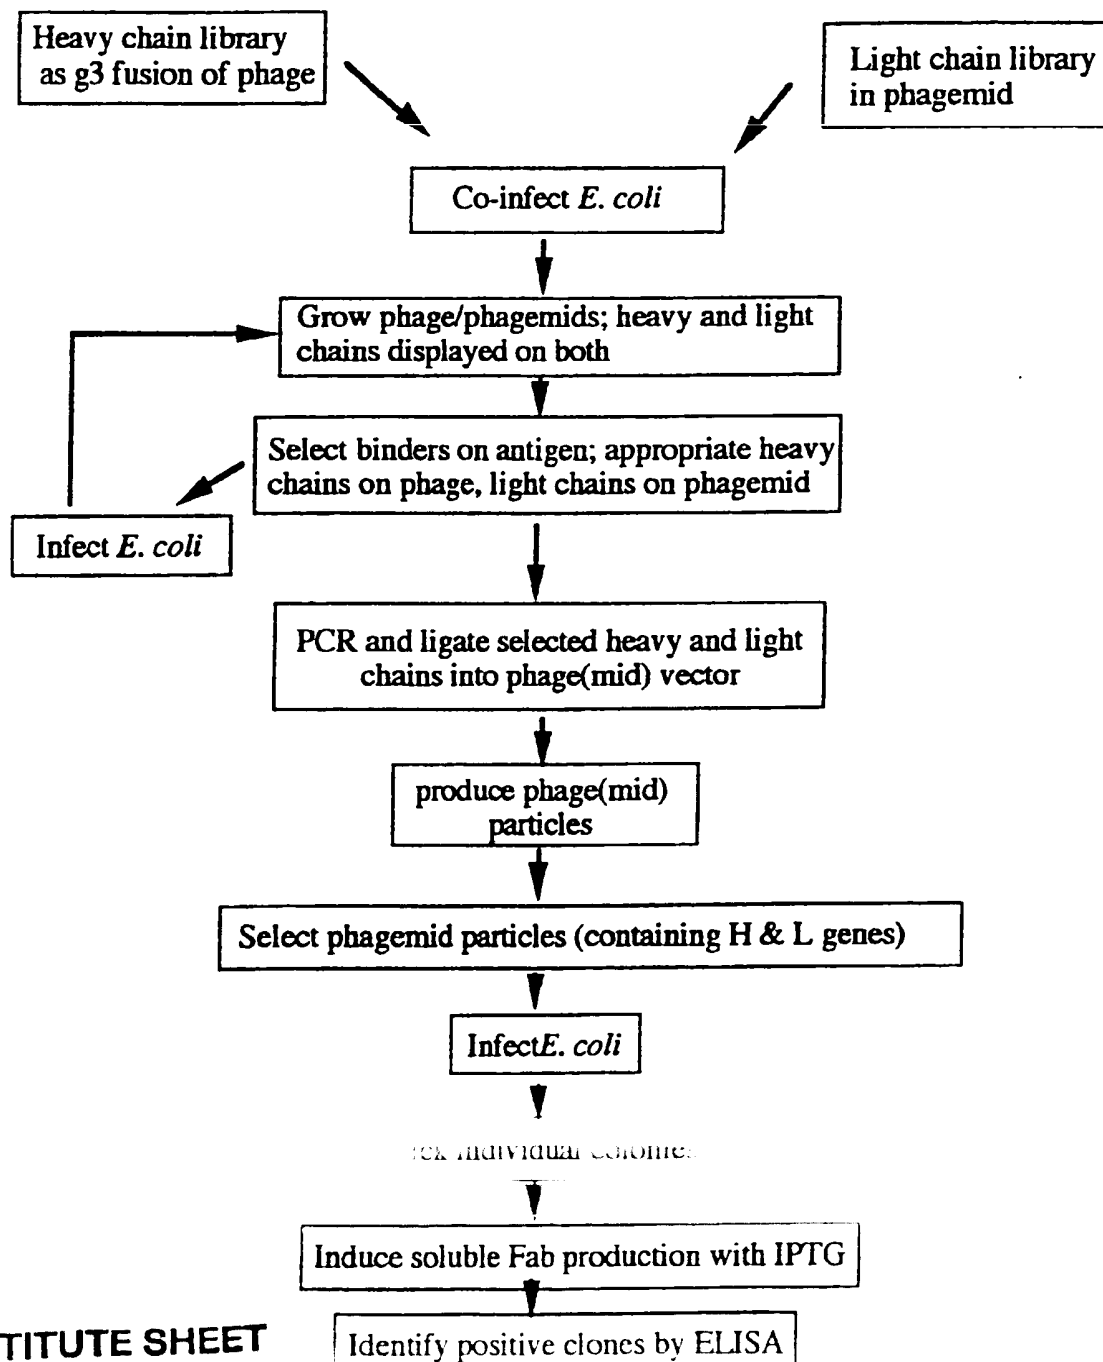 Heavy chain library
as g3 fusion of phage
Light chain library
in phagemid
Co-infect E. coli
Grow phage/phagemids; heavy and light
chains displayed on both
Select binders on antigen; appropriate heavy
chains on phage, light chains on phagemid
Infect E. coli
PCR and ligate selected heavy and light
chains into phage(mid) vector
produce phage(mid)
particles
Select phagemid particles (containing H & L genes)
InfectE. coli
individual colonies
Induce soluble Fab production with IPTG
Identify positive clones by ELISA
TITUTE SHEET